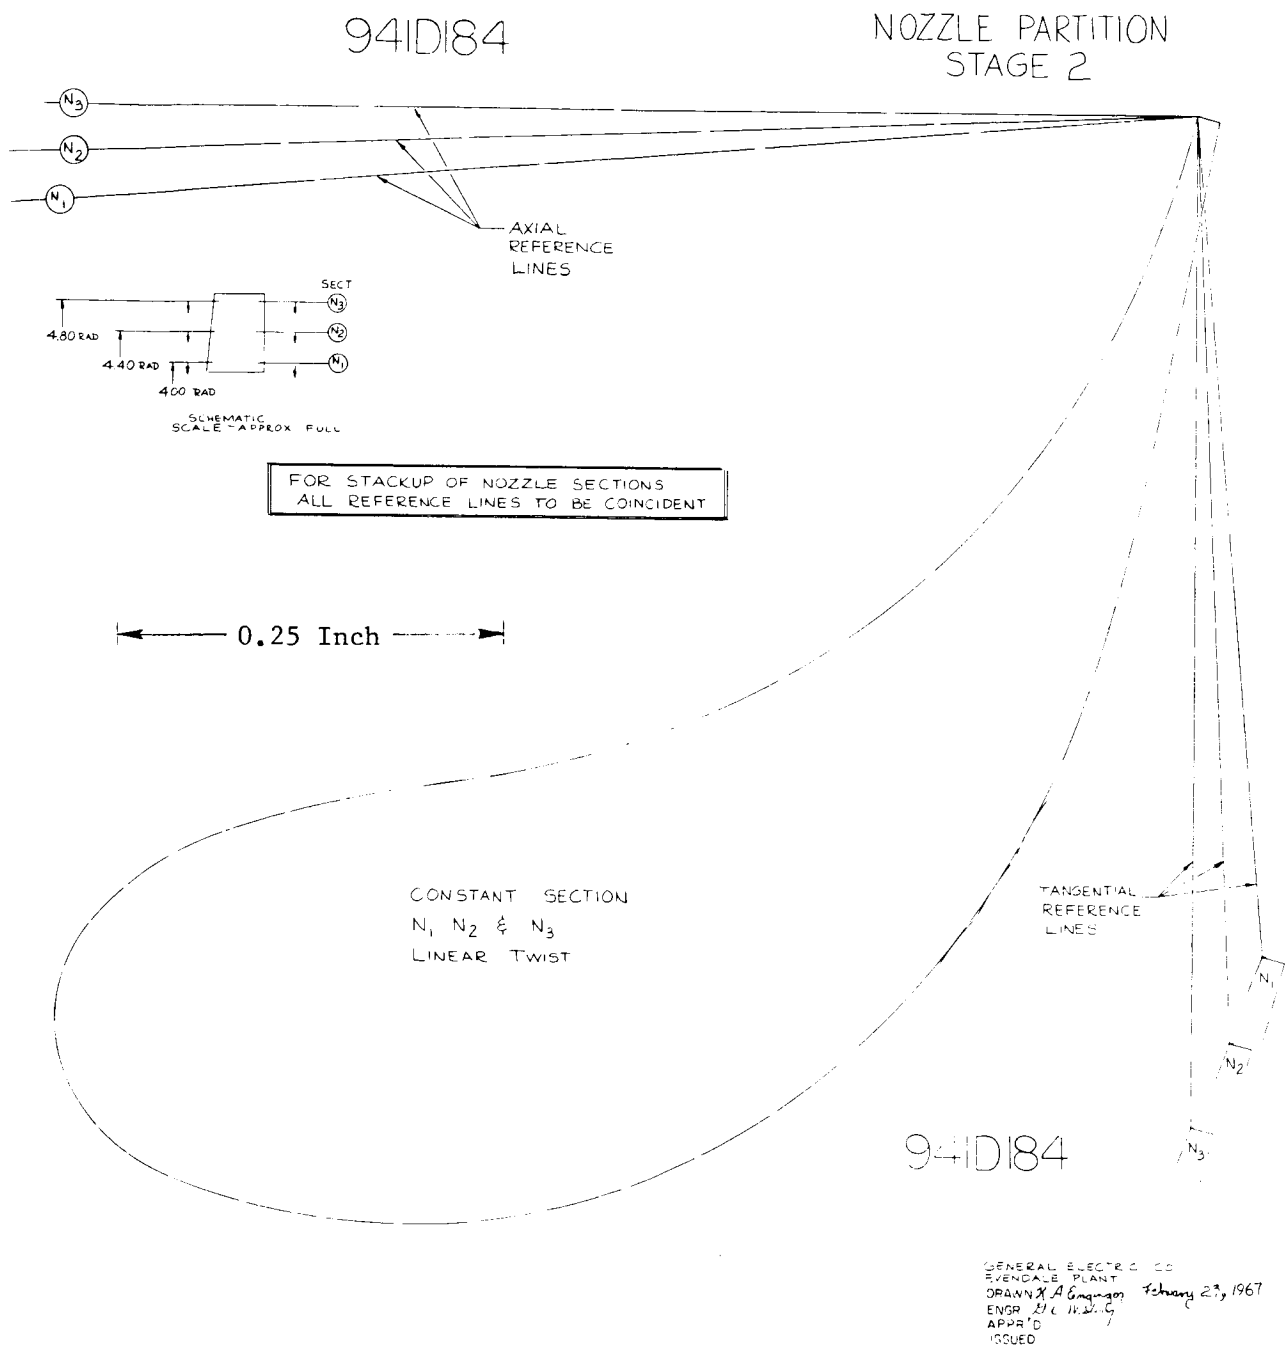 941D184
NOZZLE PARTITION
STAGE 2
N3
N2
N1
AXIAL
REFERENCE
LINES
SECT
N3
4.80 RAD
N2
4.40 RAD
N1
4.00 RAD
SCHEMATIC
SCALE - APPROX FULL
FOR STACKUP OF NOZZLE SECTIONS
ALL REFERENCE LINES TO BE COINCIDENT
0.25 Inch
CONSTANT SECTION
N1 N2 & N3
LINEAR TWIST
TANGENTIAL
REFERENCE
LINES
N1
N2
N3
941D184
GENERAL ELECTRIC CO
EVENDALE PLANT
DRAWN February 23, 1967
ENGR
APPR'D
ISSUED